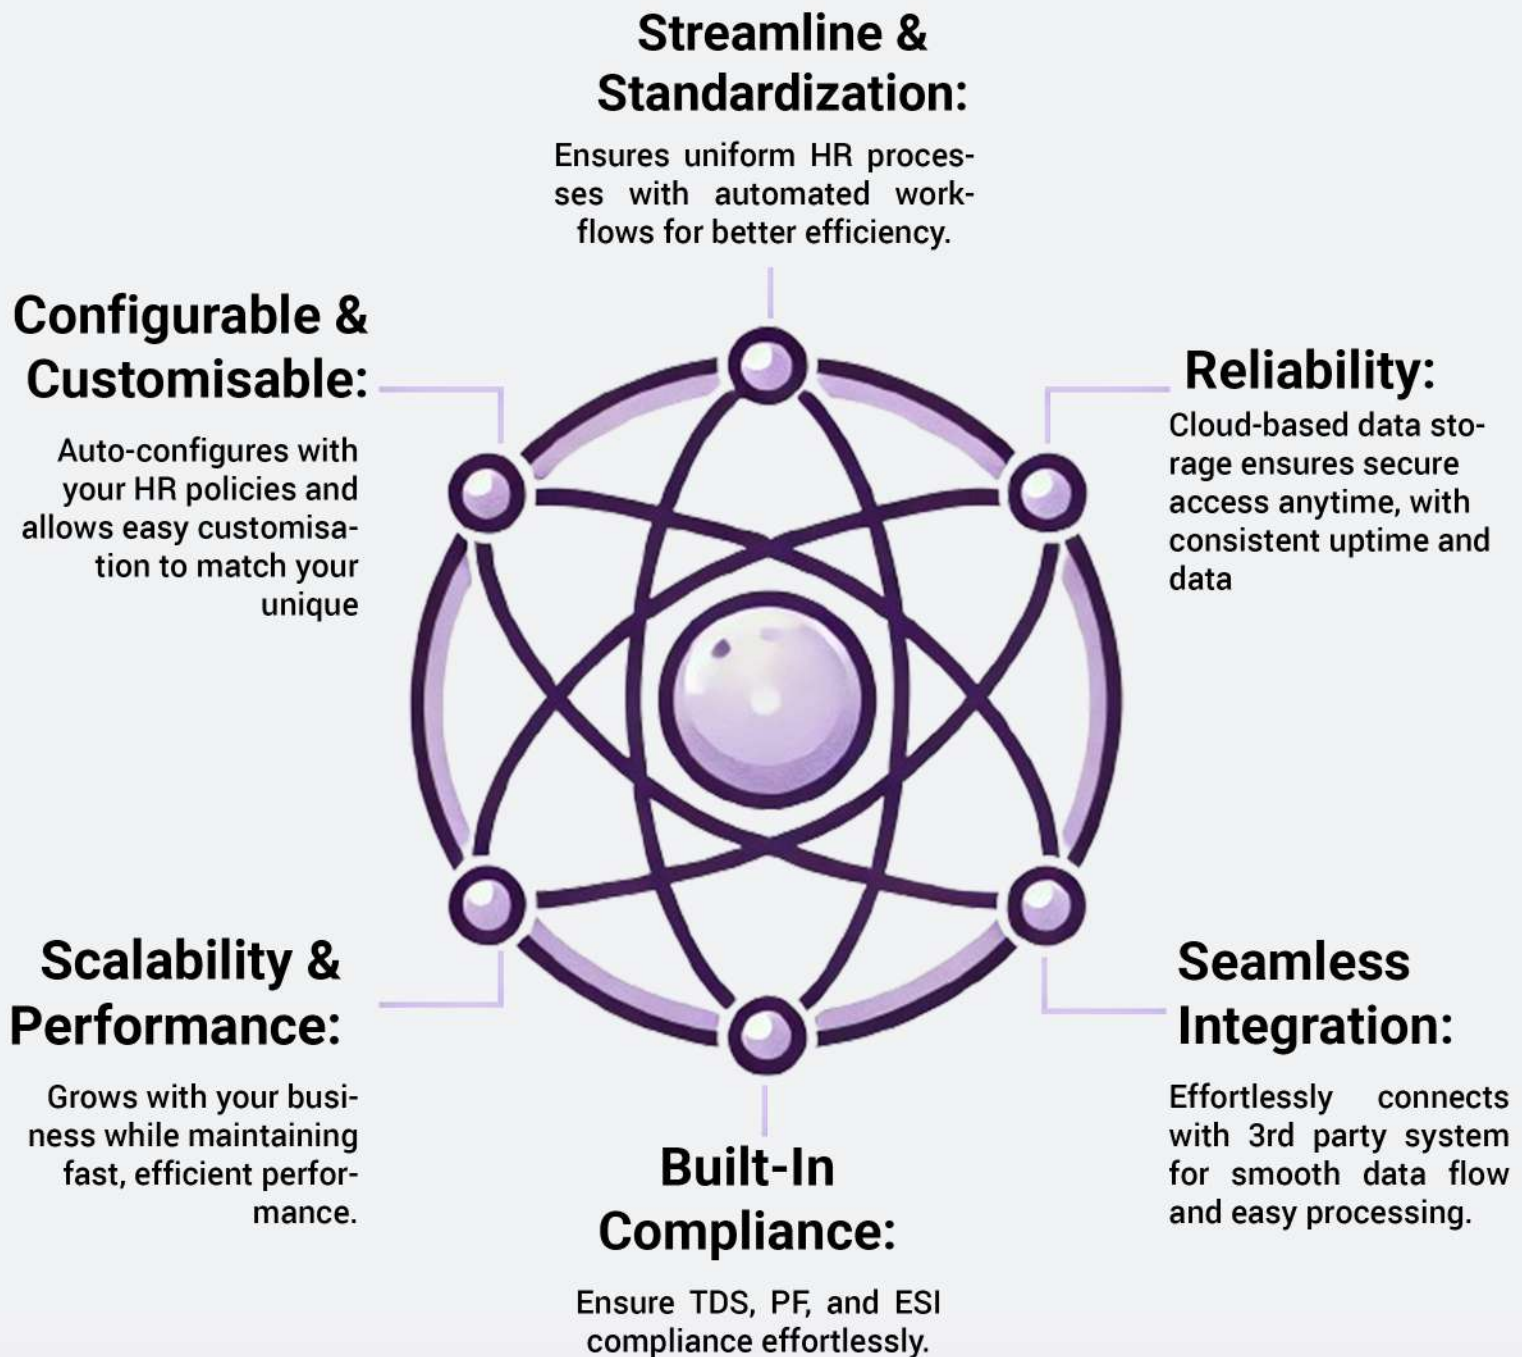 Streamline &
Standardization:
Ensures uniform HR proces-
ses with automated work-
flows for better efficiency.
Configurable &
Customisable:
Auto-configures with
your HR policies and
allows easy customisa-
tion to match your
unique
Reliability:
Cloud-based data sto-
rage ensures secure
access anytime, with
consistent uptime and
data
Scalability &
Performance:
Grows with your busi-
ness while maintaining
fast, efficient perfor-
mance.
Seamless
Integration:
Effortlessly connects
with 3rd party system
for smooth data flow
and easy processing.
Built-In
Compliance:
Ensure TDS, PF, and ESI
compliance effortlessly.